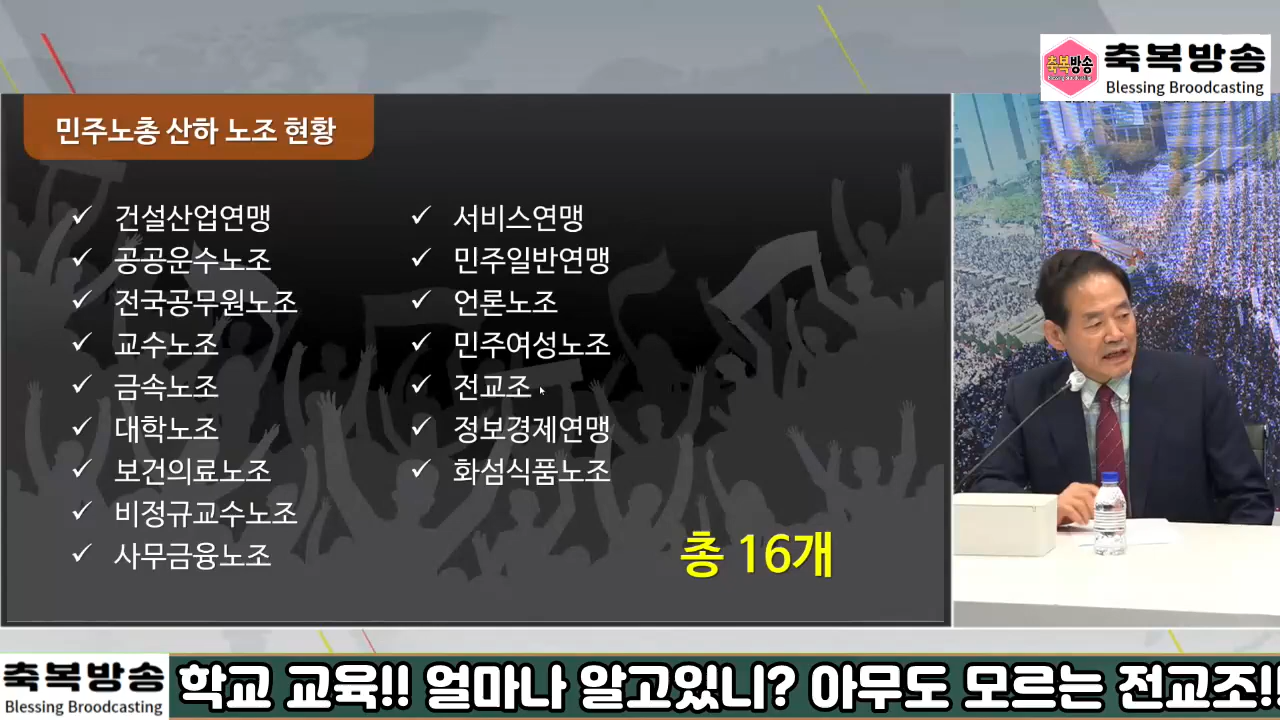 축복방송
축복방송
Blessing Broodcasting
민주노총 산하 노조 현황
✓ 건설산업연맹
✓ 공공운수노조
✓ 전국공무원노조
✓ 교수노조
✓ 금속노조
✓ 대학노조
✓ 보건의료노조
✓ 비정규교수노조
✓ 사무금융노조
✓ 서비스연맹
✓ 민주일반연맹
✓ 언론노조
✓ 민주여성노조
✓ 전교조
✓ 정보경제연맹
✓ 화섬식품노조
총 16개
축복방송
Blessing Broodcasting
학교 교육!! 얼마나 알고있니? 아무도 모르는 전교조!!